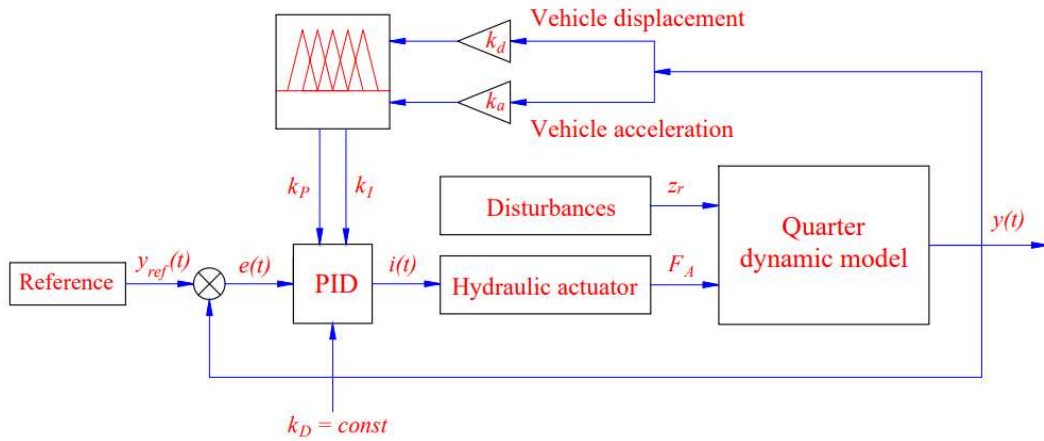 Vehicle displacement
k_d
k_a
Vehicle acceleration
k_P
k_I
Disturbances
z_r
Quarter
dynamic model
y(t)
Reference
y_ref(t)
e(t)
PID
i(t)
Hydraulic actuator
F_A
k_D = const